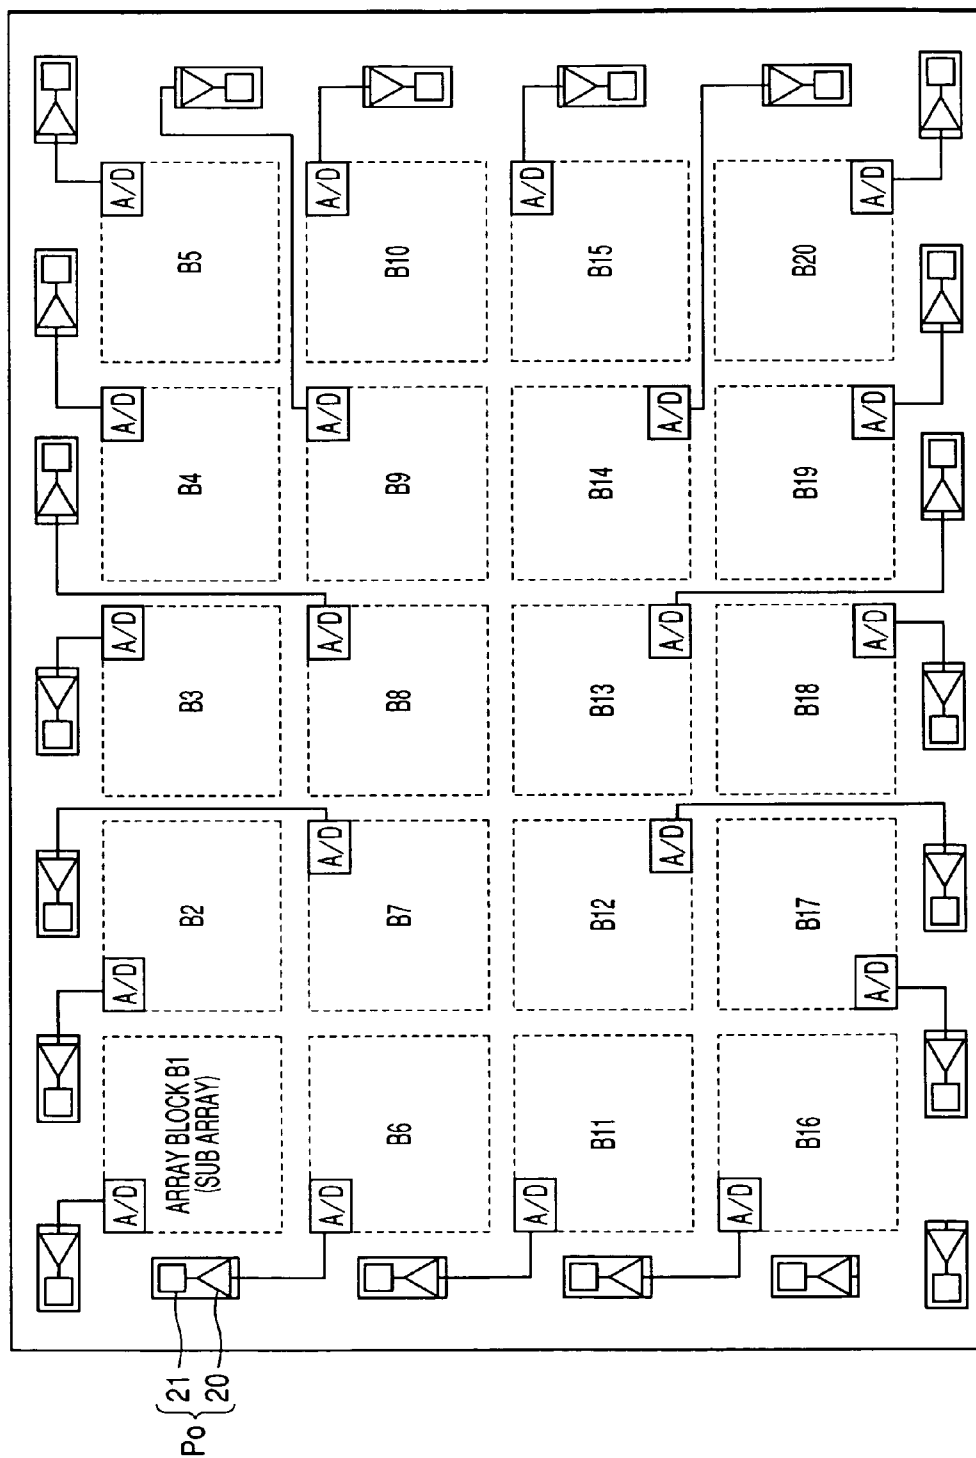 A/D A/D A/D A/D A/D
ARRAY BLOCK B1
(SUB ARRAY)
B2 B3 B4 B5
Po
21
20
A/D A/D A/D A/D A/D
B6 B7 B8 B9 B10
A/D A/D
B11 B12 B13 B14 B15
A/D A/D A/D
A/D
B16 B17 B18 B19 B20
A/D A/D A/D A/D